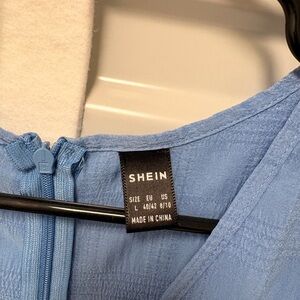 SHEIN
SIZE EU US
L 40/42 8/10
MADE IN CHINA